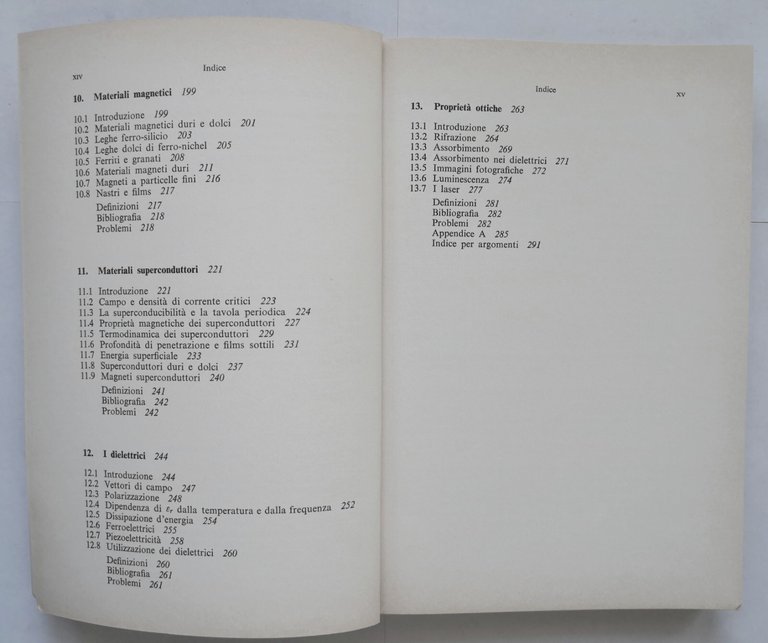 xiv
Indice
10. Materiali magnetici 199
10.1 Introduzione 199
10.2 Materiali magnetici duri e dolci 201
10.3 Leghe ferro-silicio 203
10.4 Leghe dolci di ferro-nichel 205
10.5 Ferriti e granati 208
10.6 Materiali magneti duri 211
10.7 Magneti a particelle fini 216
10.8 Nastri e films 217
Definizioni 217
Bibliografia 218
Problemi 218
11. Materiali superconduttori 221
11.1 Introduzione 221
11.2 Campo e densità di corrente critici 223
11.3 La superconducibilità e la tavola periodica 224
11.4 Proprietà magnetiche dei superconduttori 227
11.5 Termodinamica dei superconduttori 229
11.6 Profondità di penetrazione e films sottili 231
11.7 Energia superficiale 233
11.8 Superconduttori duri e dolci 237
11.9 Magneti superconduttori 240
Definizioni 241
Bibliografia 242
Problemi 242
12. I dielettrici 244
12.1 Introduzione 244
12.2 Vettori di campo 247
12.3 Polarizzazione 248
12.4 Dipendenza di εr dalla temperatura e dalla frequenza 252
12.5 Dissipazione d'energia 254
12.6 Ferroelettrici 255
12.7 Piezoelettricità 258
12.8 Utilizzazione dei dielettrici 260
Definizioni 260
Bibliografia 261
Problemi 261
Indice
xv
13. Proprietà ottiche 263
13.1 Introduzione 263
13.2 Rifrazione 264
13.3 Assorbimento 269
13.4 Assorbimento nei dielettrici 271
13.5 Immagini fotografiche 272
13.6 Luminescenza 274
13.7 I laser 277
Definizioni 281
Bibliografia 282
Problemi 282
Appendice A 285
Indice per argomenti 291